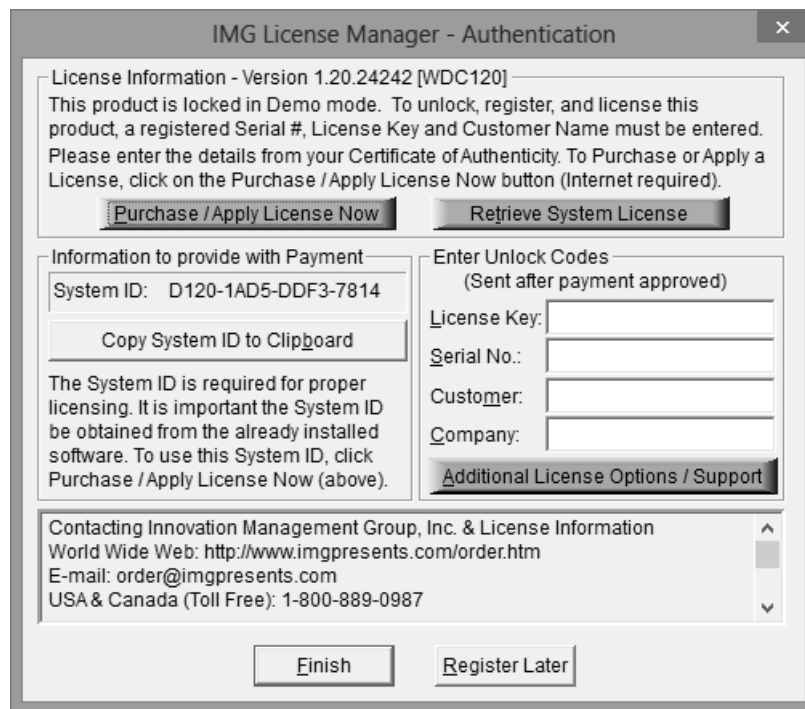 IMG License Manager - Authentication
×
License Information - Version 1.20.24242 [WDC120]
This product is locked in Demo mode. To unlock, register, and license this
product, a registered Serial #, License Key and Customer Name must be entered.
Please enter the details from your Certificate of Authenticity. To Purchase or Apply a
License, click on the Purchase / Apply License Now button (Internet required).
Purchase / Apply License Now
Retrieve System License
Information to provide with Payment
System ID: D120-1AD5-DDF3-7814
Copy System ID to Clipboard
The System ID is required for proper
licensing. It is important the System ID
be obtained from the already installed
software. To use this System ID, click
Purchase / Apply License Now (above).
Enter Unlock Codes
(Sent after payment approved)
License Key:
Serial No.:
Customer:
Company:
Additional License Options / Support
Contacting Innovation Management Group, Inc. & License Information
World Wide Web: http://www.imgpresents.com/order.htm
E-mail: order@imgpresents.com
USA & Canada (Toll Free): 1-800-889-0987
Finish
Register Later